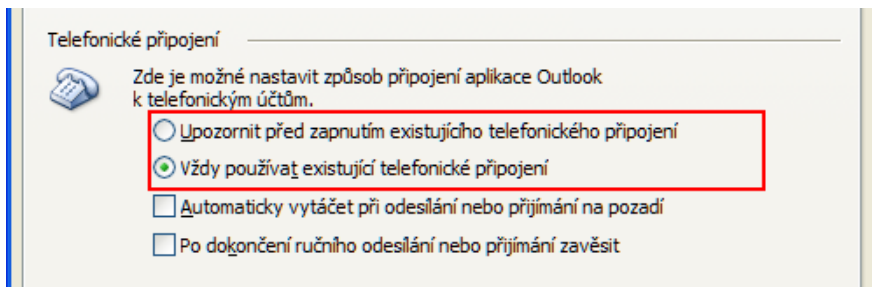 Telefonické připojení
Zde je možné nastavit způsob připojení aplikace Outlook
k telefonickým účtům.
Upozornit před zapnutím existujícího telefonického připojení
Vždy používat existující telefonické připojení
Automaticky vytáčet při odesílání nebo přijímání na pozadí
Po dokončení ručního odesílání nebo přijímání zavěsit